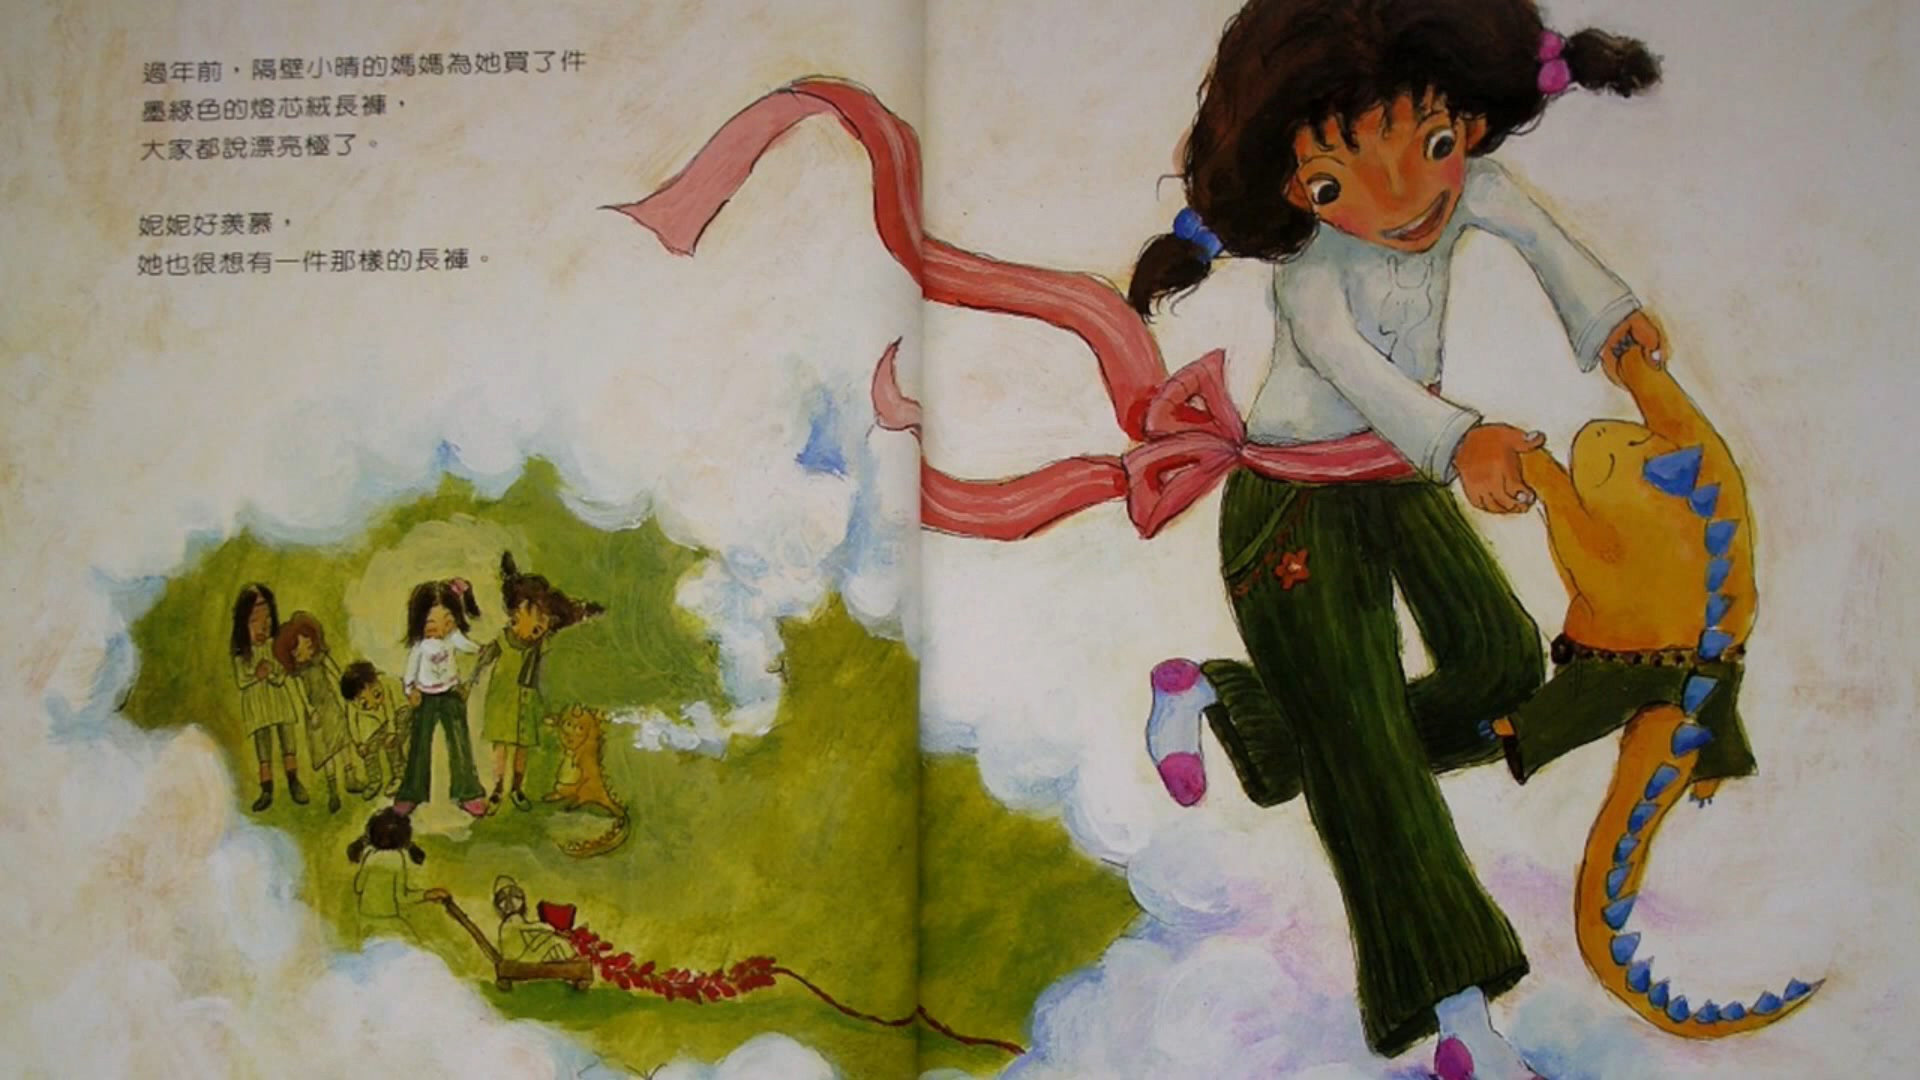 過年前，隔壁小晴的媽媽為她買了件
墨綠色的燈芯絨長褲，
大家都說漂亮極了。
妮妮好羨慕，
她也很想有一件那樣的長褲。